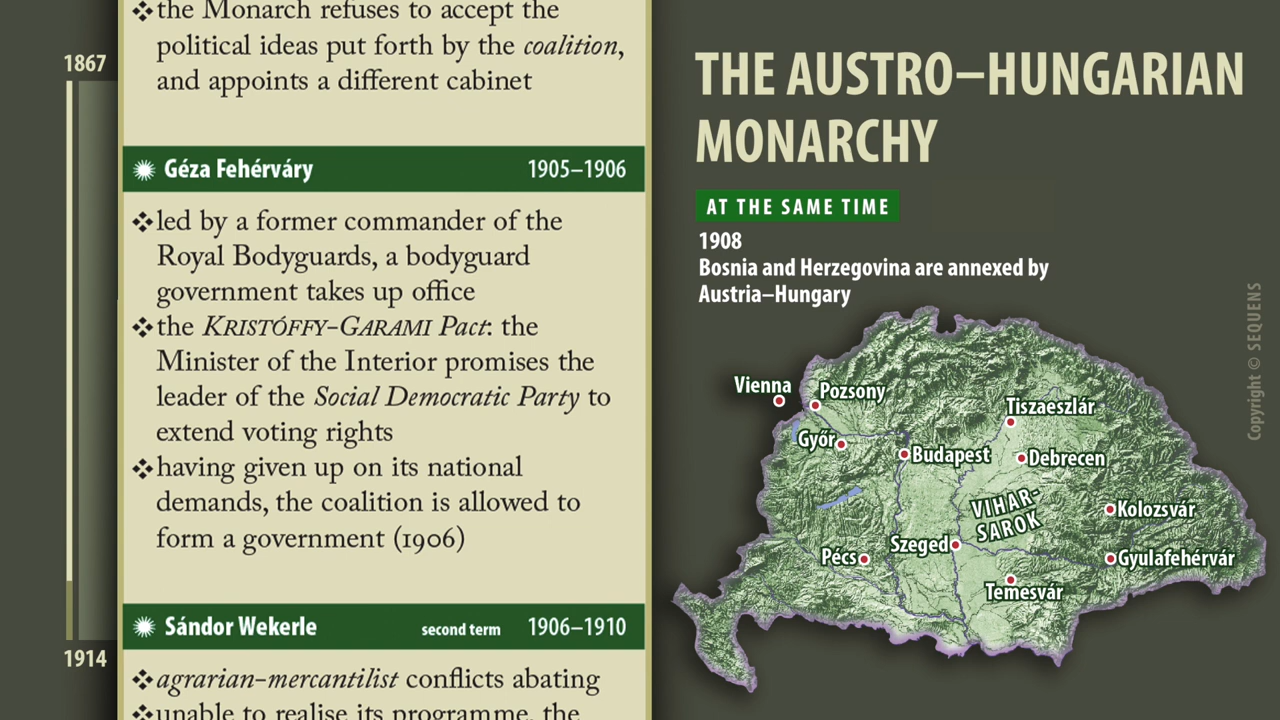 1867
❖ the Monarch refuses to accept the
political ideas put forth by the coalition,
and appoints a different cabinet
Géza Fehérváry 1905–1906
❖ led by a former commander of the
Royal Bodyguards, a bodyguard
government takes up office
❖ the KRISTÓFFY–GARAMI Pact: the
Minister of the Interior promises the
leader of the Social Democratic Party to
extend voting rights
❖ having given up on its national
demands, the coalition is allowed to
form a government (1906)
Sándor Wekerle second term 1906–1910
❖ agrarian–mercantilist conflicts abating
❖ unable to realise its programme, the
1914
THE AUSTRO–HUNGARIAN
MONARCHY
AT THE SAME TIME
1908
Bosnia and Herzegovina are annexed by
Austria–Hungary
Vienna
Pozsony
Tiszaeszlár
Győr
Budapest
Debrecen
VIHAR-
SAROK
Kolozsvár
Szeged
Pécs
Gyulafehérvár
Temesvár
Copyright © SEQUENS